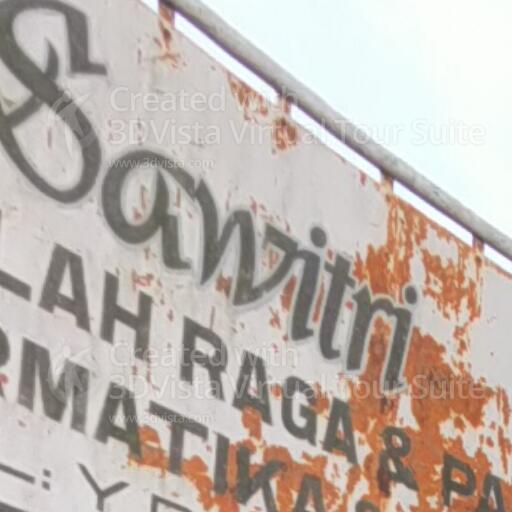 Sawitri
LAH RAGA & PA
RMATIKA &
Created with
3DVista Virtual Tour Suite
www.3dvista.com
Created with
3DVista Virtual Tour Suite
www.3dvista.com